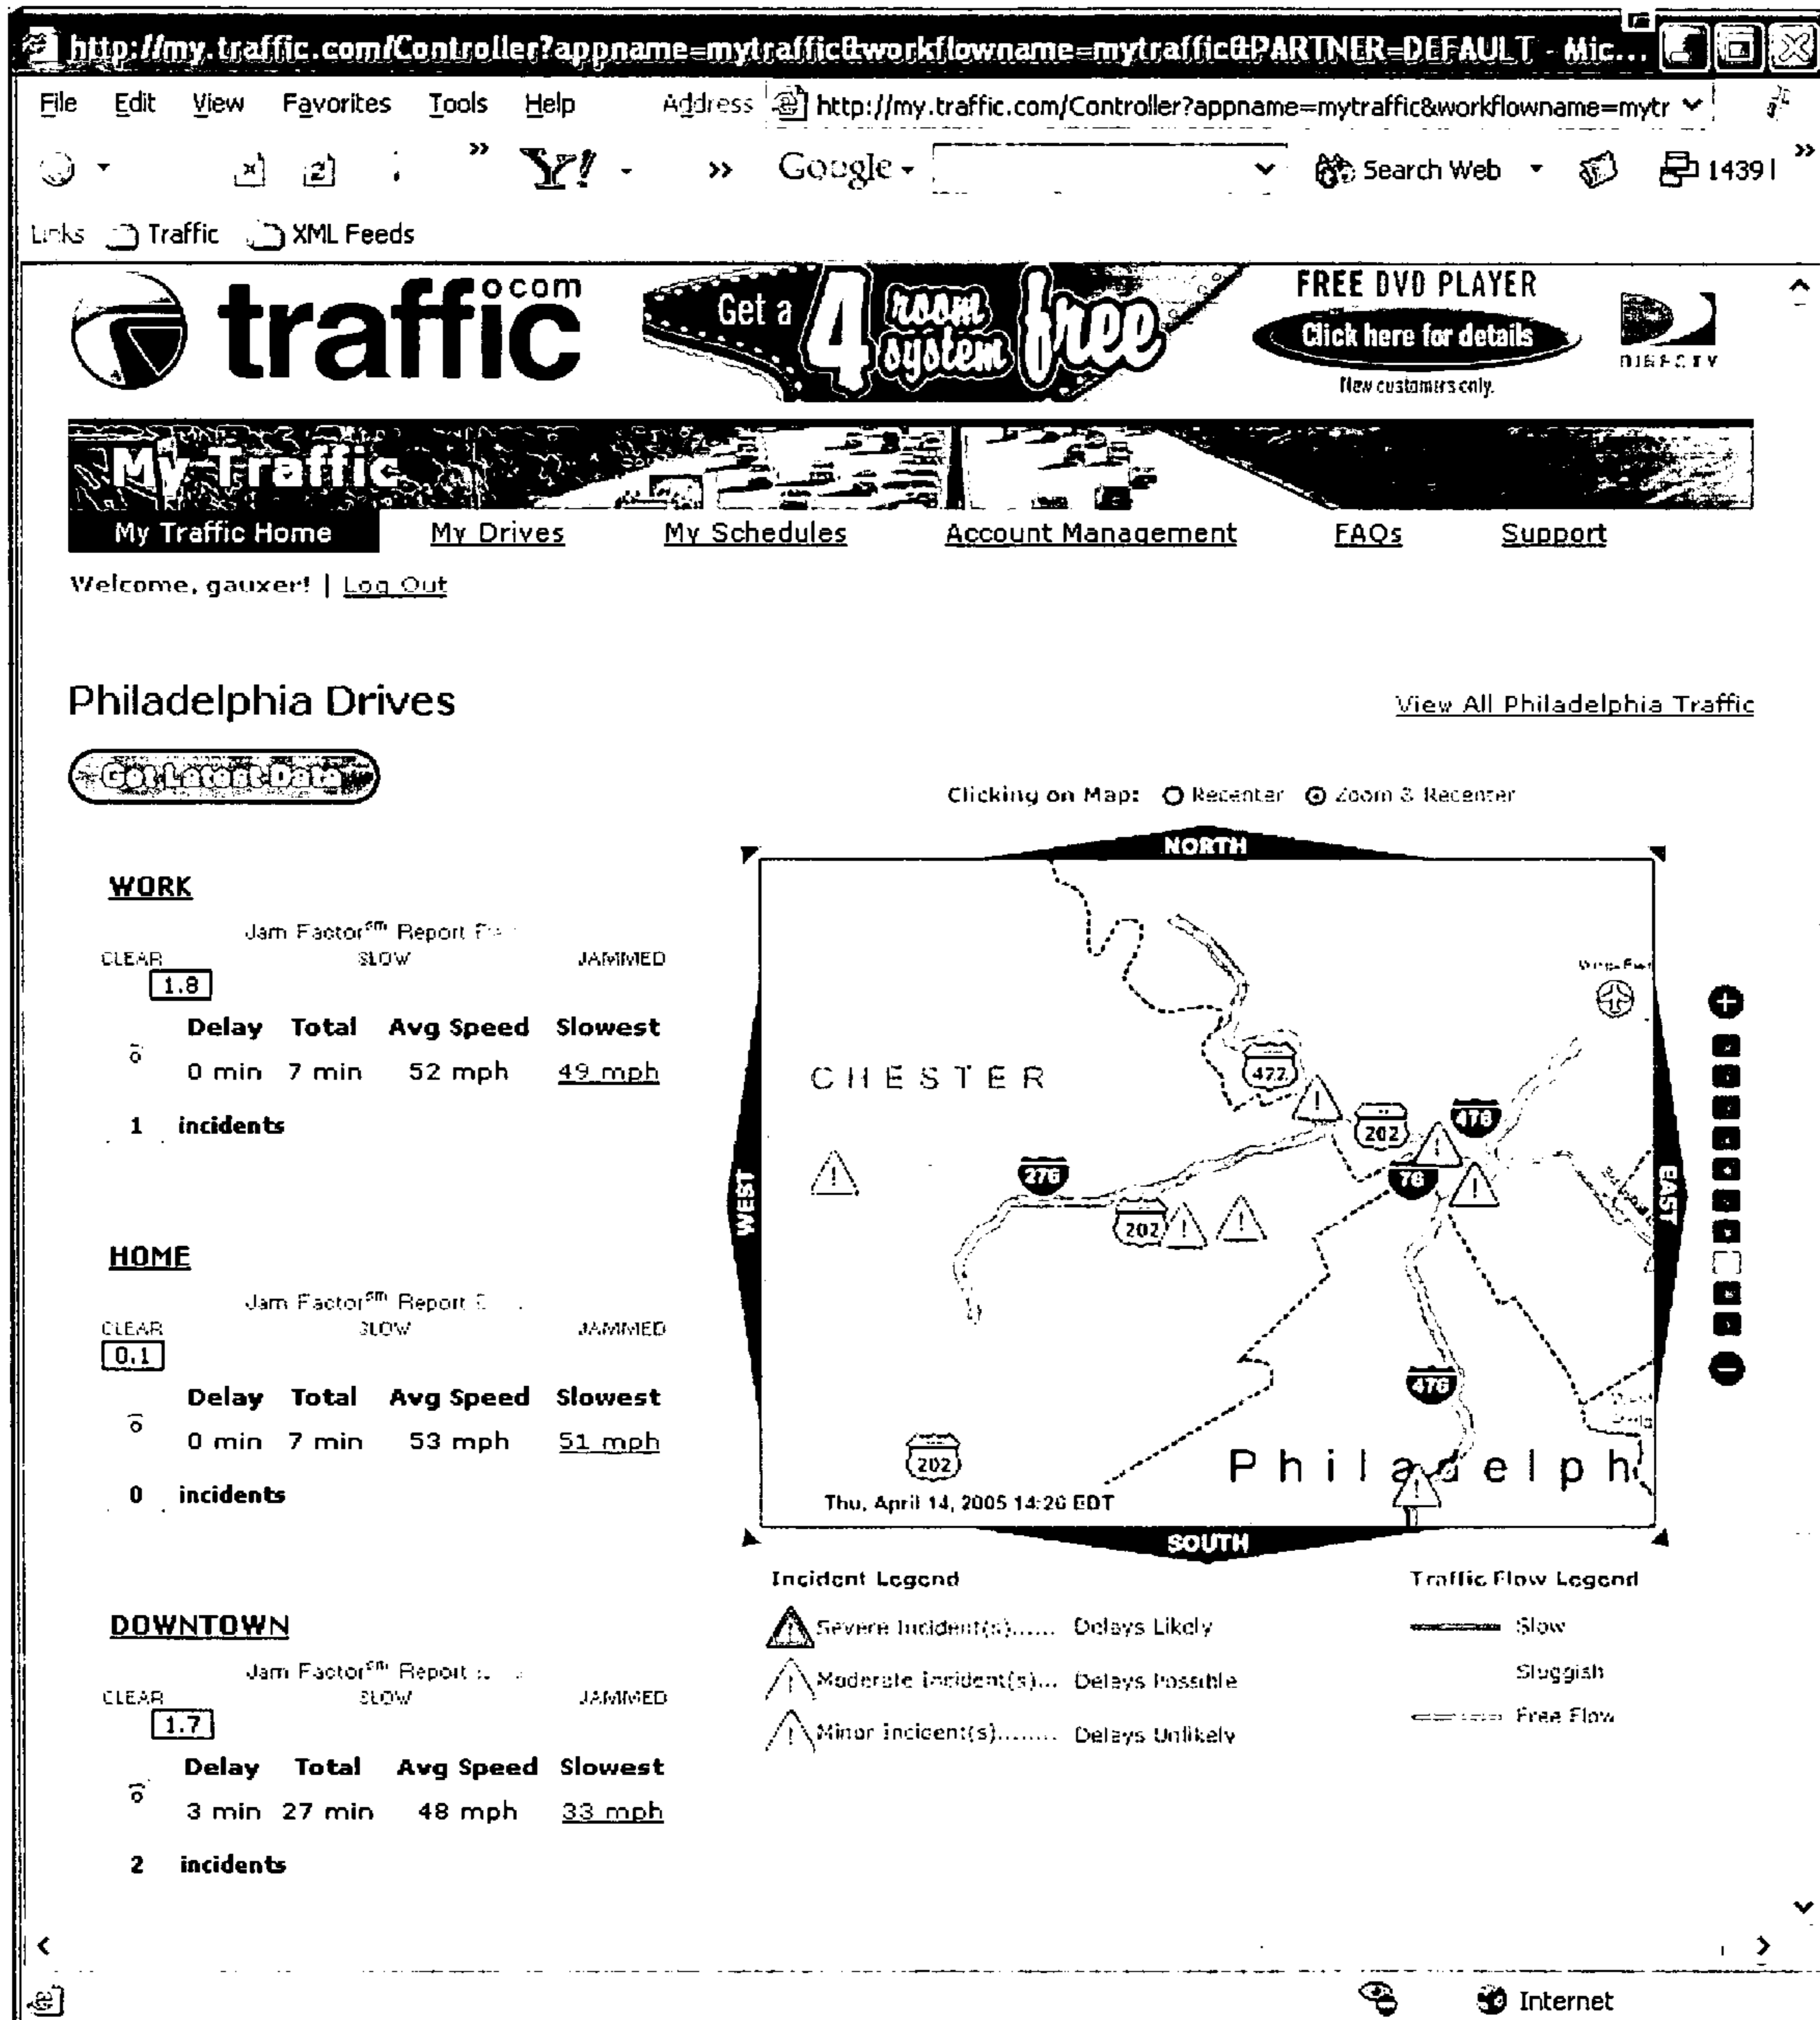 http://my.traffic.com/Controller?appname=mytraffic&workflowname=mytraffic&PARTNER=DEFAULT - Mic...
File Edit View Favorites Tools Help Address http://my.traffic.com/Controller?appname=mytraffic&workflowname=mytr
Y! Google Search Web 1439
Links Traffic XML Feeds
traffic.com
Get a 4 room system free
FREE DVD PLAYER
Click here for details
New customers only.
DIRECTV
My Traffic
My Traffic Home My Drives My Schedules Account Management FAQs Support
Welcome, gauxer! | Log Out
Philadelphia Drives
View All Philadelphia Traffic
Get Latest Data
Clicking on Map: Recenter Zoom & Recenter
WORK
Jam Factor sm Report
CLEAR SLOW JAMMED
1.8
Delay Total Avg Speed Slowest
0 min 7 min 52 mph 49 mph
1 incidents
HOME
Jam Factor sm Report
CLEAR SLOW JAMMED
0.1
Delay Total Avg Speed Slowest
0 min 7 min 53 mph 51 mph
0 incidents
DOWNTOWN
Jam Factor sm Report
CLEAR SLOW JAMMED
1.7
Delay Total Avg Speed Slowest
3 min 27 min 48 mph 33 mph
2 incidents
NORTH
WEST
EAST
CHESTER
422
202
476
276
202
76
476
202
Philadelph
Thu, April 14, 2005 14:26 EDT
SOUTH
Incident Legend
Severe Incident(s)...... Delays Likely
Moderate Incident(s)... Delays Possible
Minor Incident(s)........ Delays Unlikely
Traffic Flow Legend
Slow
Sluggish
Free Flow
Internet